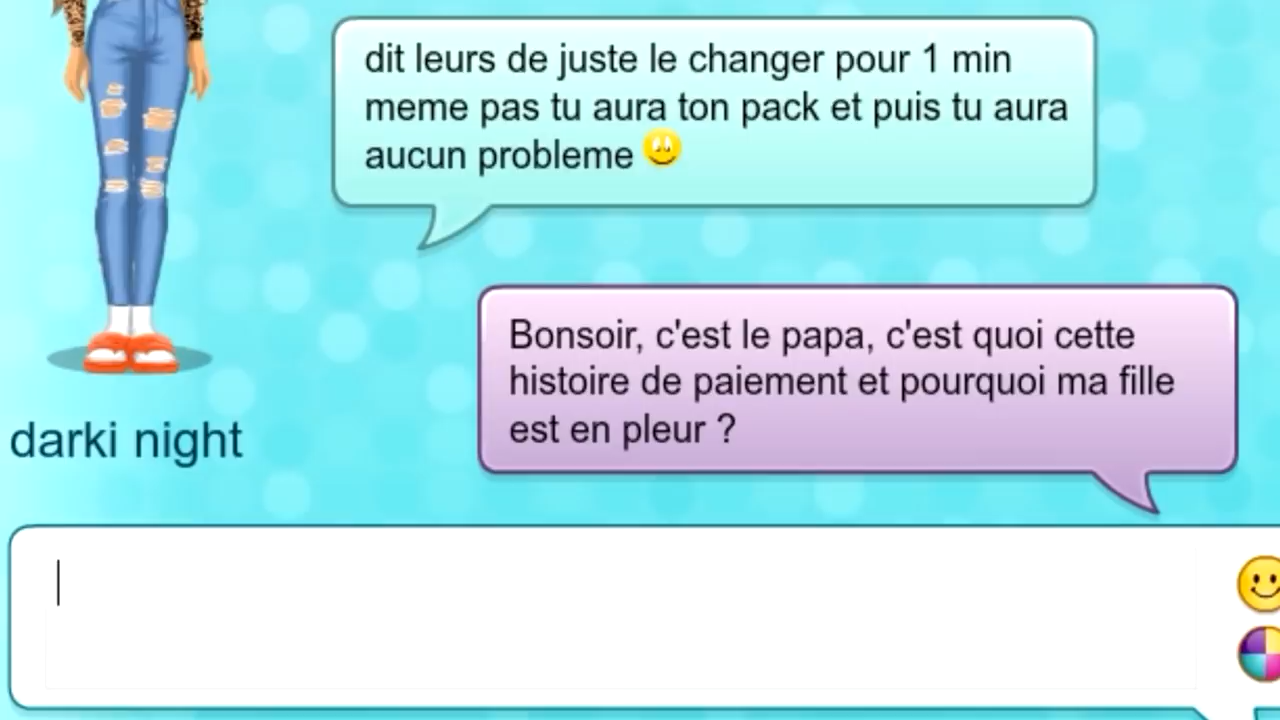 dit leurs de juste le changer pour 1 min
meme pas tu aura ton pack et puis tu aura
aucun probleme
Bonsoir, c'est le papa, c'est quoi cette
histoire de paiement et pourquoi ma fille
est en pleur ?
darki night